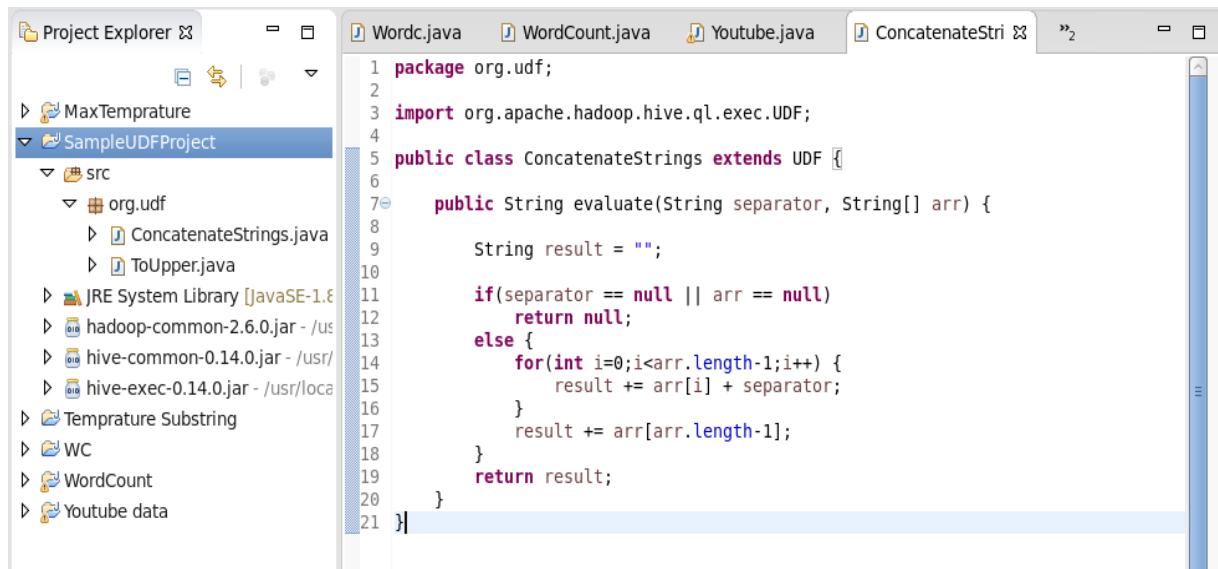 Project Explorer
MaxTemprature
SampleUDFProject
src
org.udf
ConcatenateStrings.java
ToUpper.java
JRE System Library [JavaSE-1.8
hadoop-common-2.6.0.jar - /us
hive-common-0.14.0.jar - /usr/
hive-exec-0.14.0.jar - /usr/loca
Temprature Substring
WC
WordCount
Youtube data
Wordc.java WordCount.java Youtube.java ConcatenateStri »2
1 package org.udf;
2
3 import org.apache.hadoop.hive.ql.exec.UDF;
4
5 public class ConcatenateStrings extends UDF {
6
7 public String evaluate(String separator, String[] arr) {
8
9 String result = "";
10
11 if(separator == null || arr == null)
12 return null;
13 else {
14 for(int i=0;i<arr.length-1;i++) {
15 result += arr[i] + separator;
16 }
17 result += arr[arr.length-1];
18 }
19 return result;
20 }
21 }